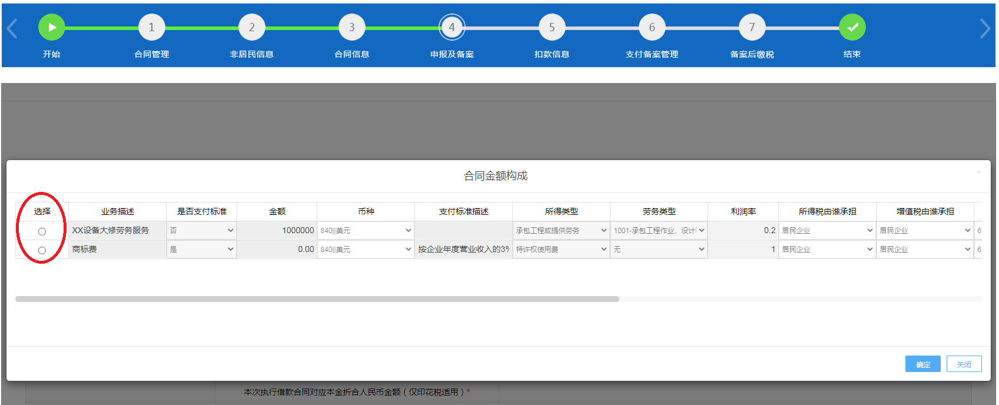 1 2 3 4 5 6 7
开始 合同管理 非居民信息 合同信息 申报及备案 扣款信息 支付备案管理 备案后缴税 结束
合同金额构成 ×
选择 业务描述 是否支付标准 金额 币种 支付标准描述 所得类型 劳务类型 利润率 所得税由谁承担 增值税由谁承担
XX设备大修劳务服务 否 1000000 840||美元 承包工程或提供劳务 1001-承包工程作业、设计 0.2 居民企业 居民企业 6
商标费 是 0.00 840||美元 按企业年度营业收入的3% 特许权使用费 无 1 居民企业 居民企业 6
确定 关闭
本次执行借款合同对应本金折合人民币金额（仅印花税适用）*